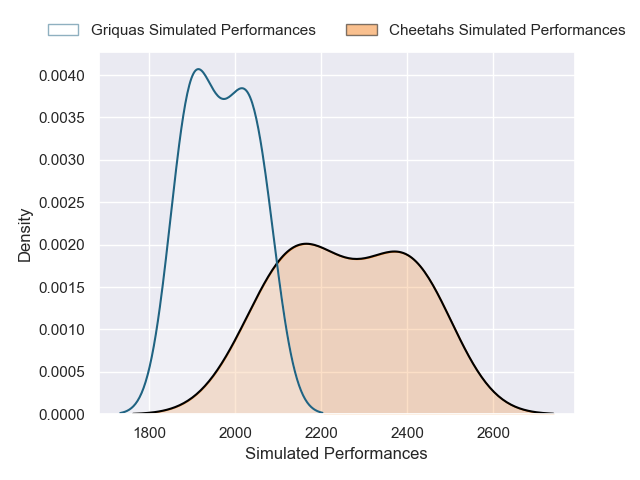 Griquas Simulated Performances Cheetahs Simulated Performances
0.0040
0.0035
0.0030
0.0025
0.0020
0.0015
0.0010
0.0005
0.0000
Density
1800 2000 2200 2400 2600
Simulated Performances